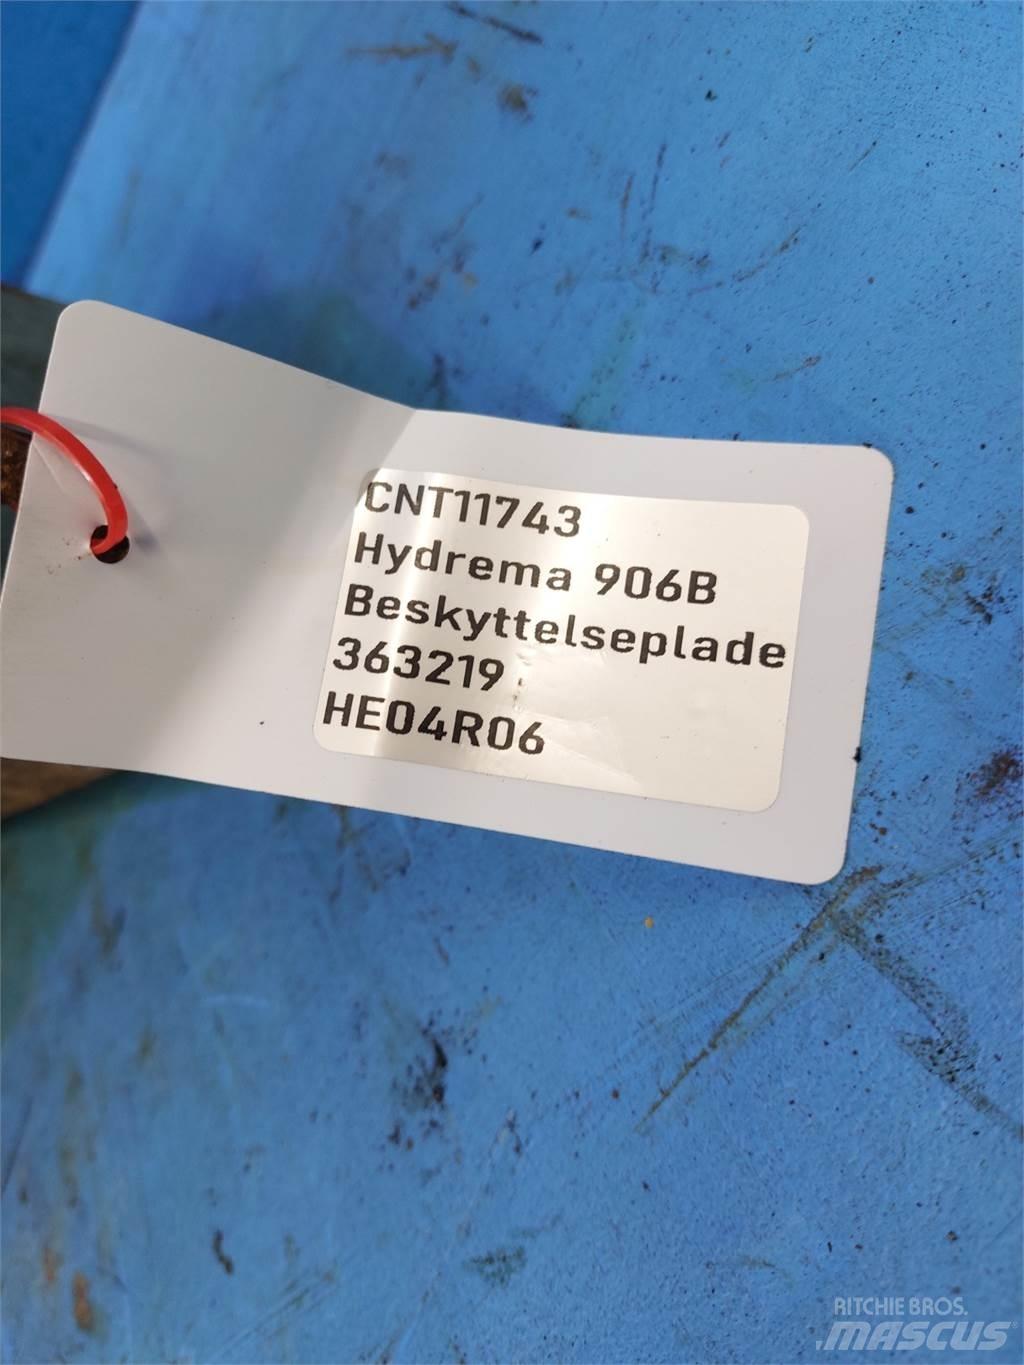 CNT11743
Hydrema 906B
Beskyttelseplade
363219
HE04R06
RITCHIE BROS.
MASCUS